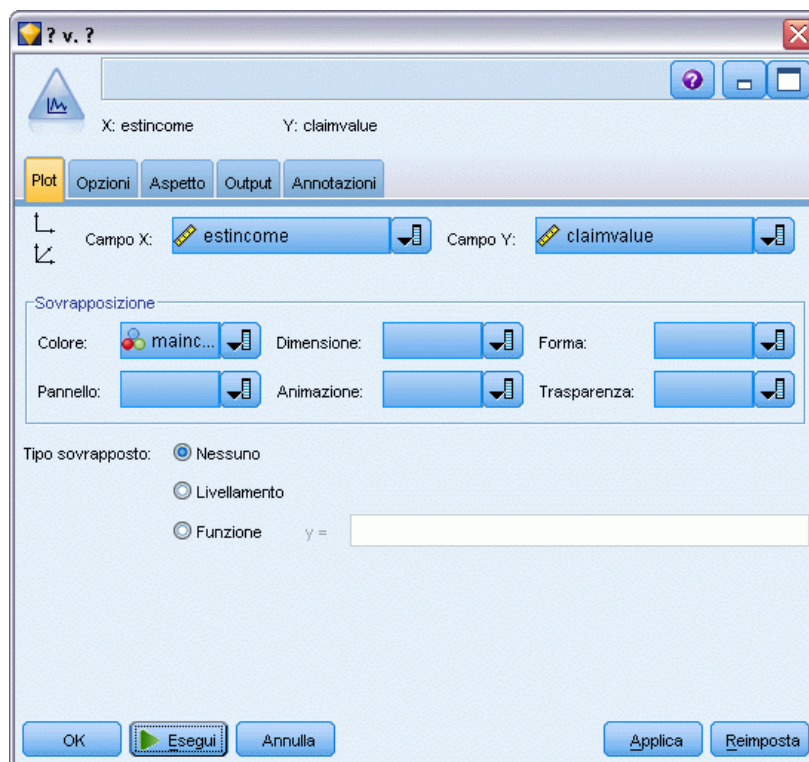 ? v. ?
X: estincome Y: claimvalue
Plot Opzioni Aspetto Output Annotazioni
Campo X: estincome Campo Y: claimvalue
Sovrapposizione
Colore: mainc... Dimensione: Forma:
Pannello: Animazione: Trasparenza:
Tipo sovrapposto: Nessuno
Livellamento
Funzione y =
OK Esegui Annulla Applica Reimposta